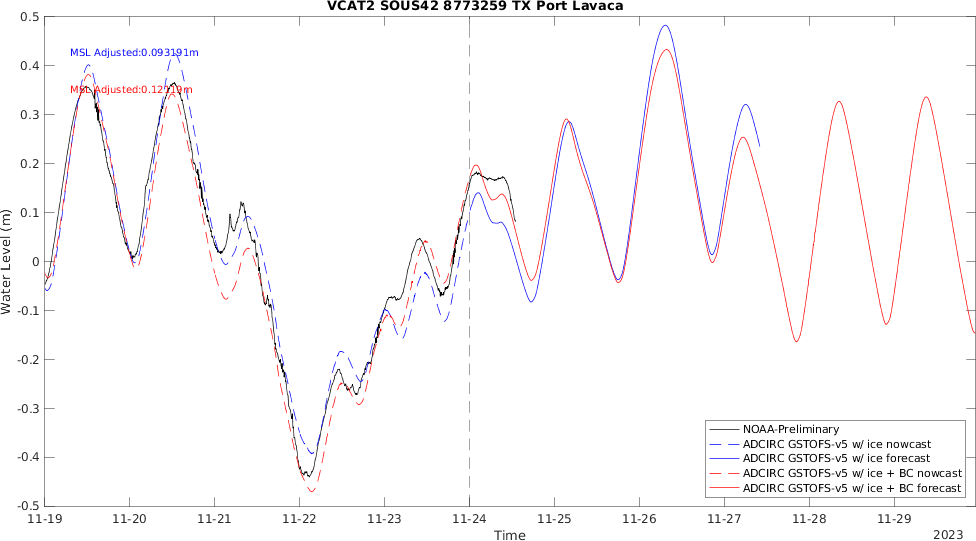 VCAT2 SOUS42 8773259 TX Port Lavaca
MSL Adjusted:0.093191m
MSL
0.5
0.4
0.3
0.2
0.1
0
-0.1
-0.2
-0.3
-0.4
-0.5
Water Level (m)
11-19
11-20
11-21
11-22
11-23
11-24
11-25
11-26
11-27
11-28
11-29
Time
2023
NOAA-Preliminary
ADCIRC GSTOFS-v5 w/ ice nowcast
ADCIRC GSTOFS-v5 w/ ice forecast
ADCIRC GSTOFS-v5 w/ ice + BC nowcast
ADCIRC GSTOFS-v5 w/ ice + BC forecast